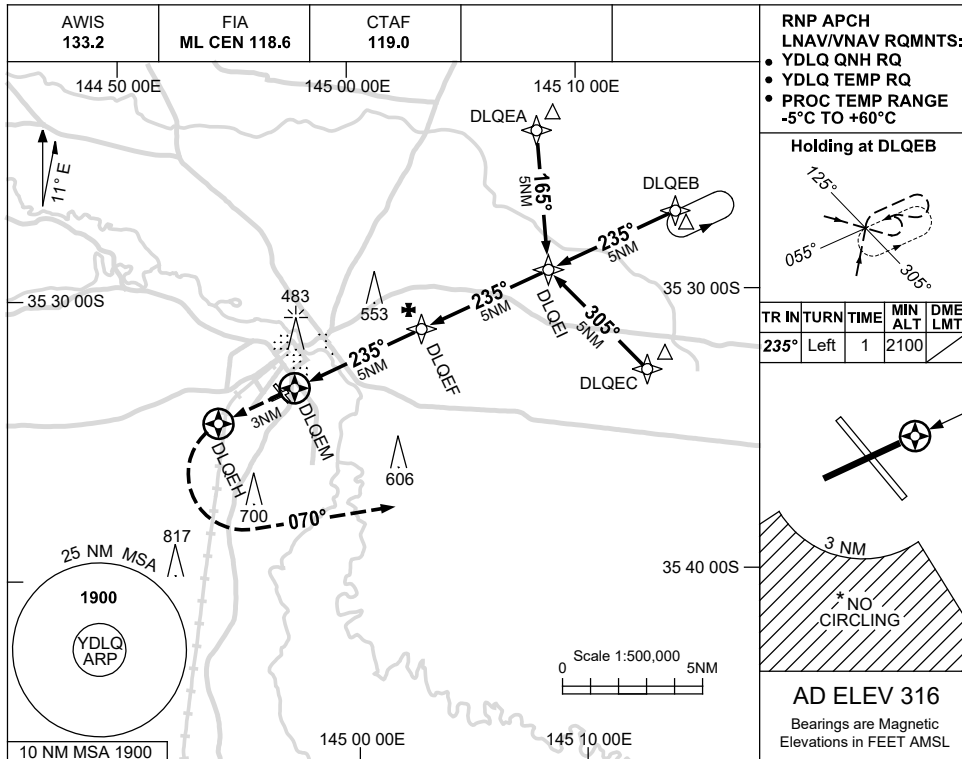 AWIS
133.2
FIA
ML CEN 118.6
CTAF
119.0
RNP APCH
LNAV/VNAV RQMNTS:
• YDLQ QNH RQ
• YDLQ TEMP RQ
• PROC TEMP RANGE
-5°C TO +60°C
144 50 00E
145 00 00E
145 10 00E
11° E
DLQEA
165°
5NM
DLQEB
235°
5NM
DLQEI
235°
5NM
305°
5NM
DLQEC
DLQEF
235°
5NM
DLQEM
3NM
DLQEH
070°
35 30 00S
35 30 00S
483
553
606
700
817
35 40 00S
25 NM MSA
1900
YDLQ
ARP
10 NM MSA 1900
Scale 1:500,000
0 5NM
145 00 00E
145 10 00E
Holding at DLQEB
125°
055°
305°
TR IN TURN TIME MIN ALT DME LMT
235° Left 1 2100
3 NM
* NO
CIRCLING
AD ELEV 316
Bearings are Magnetic
Elevations in FEET AMSL